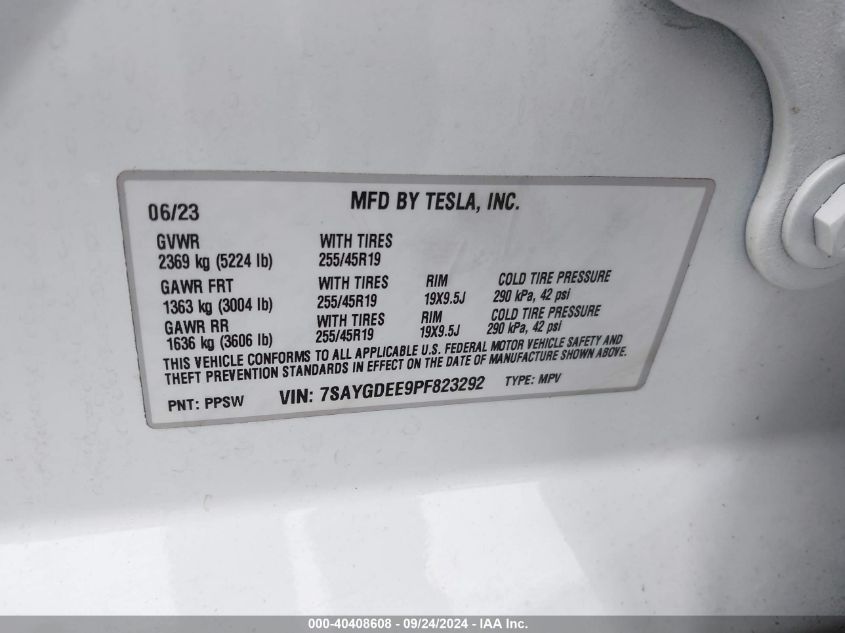 06/23 MFD BY TESLA, INC.
GVWR WITH TIRES
2369 kg (5224 lb) 255/45R19
GAWR FRT WITH TIRES RIM COLD TIRE PRESSURE
1363 kg (3004 lb) 255/45R19 19X9.5J 290 kPa, 42 psi
GAWR RR WITH TIRES RIM COLD TIRE PRESSURE
1636 kg (3606 lb) 255/45R19 19X9.5J 290 kPa, 42 psi
THIS VEHICLE CONFORMS TO ALL APPLICABLE U.S. FEDERAL MOTOR VEHICLE SAFETY AND
THEFT PREVENTION STANDARDS IN EFFECT ON THE DATE OF MANUFACTURE SHOWN ABOVE.
PNT: PPSW VIN: 7SAYGDEE9PF823292 TYPE: MPV
000-40408608 - 09/24/2024 - IAA Inc.